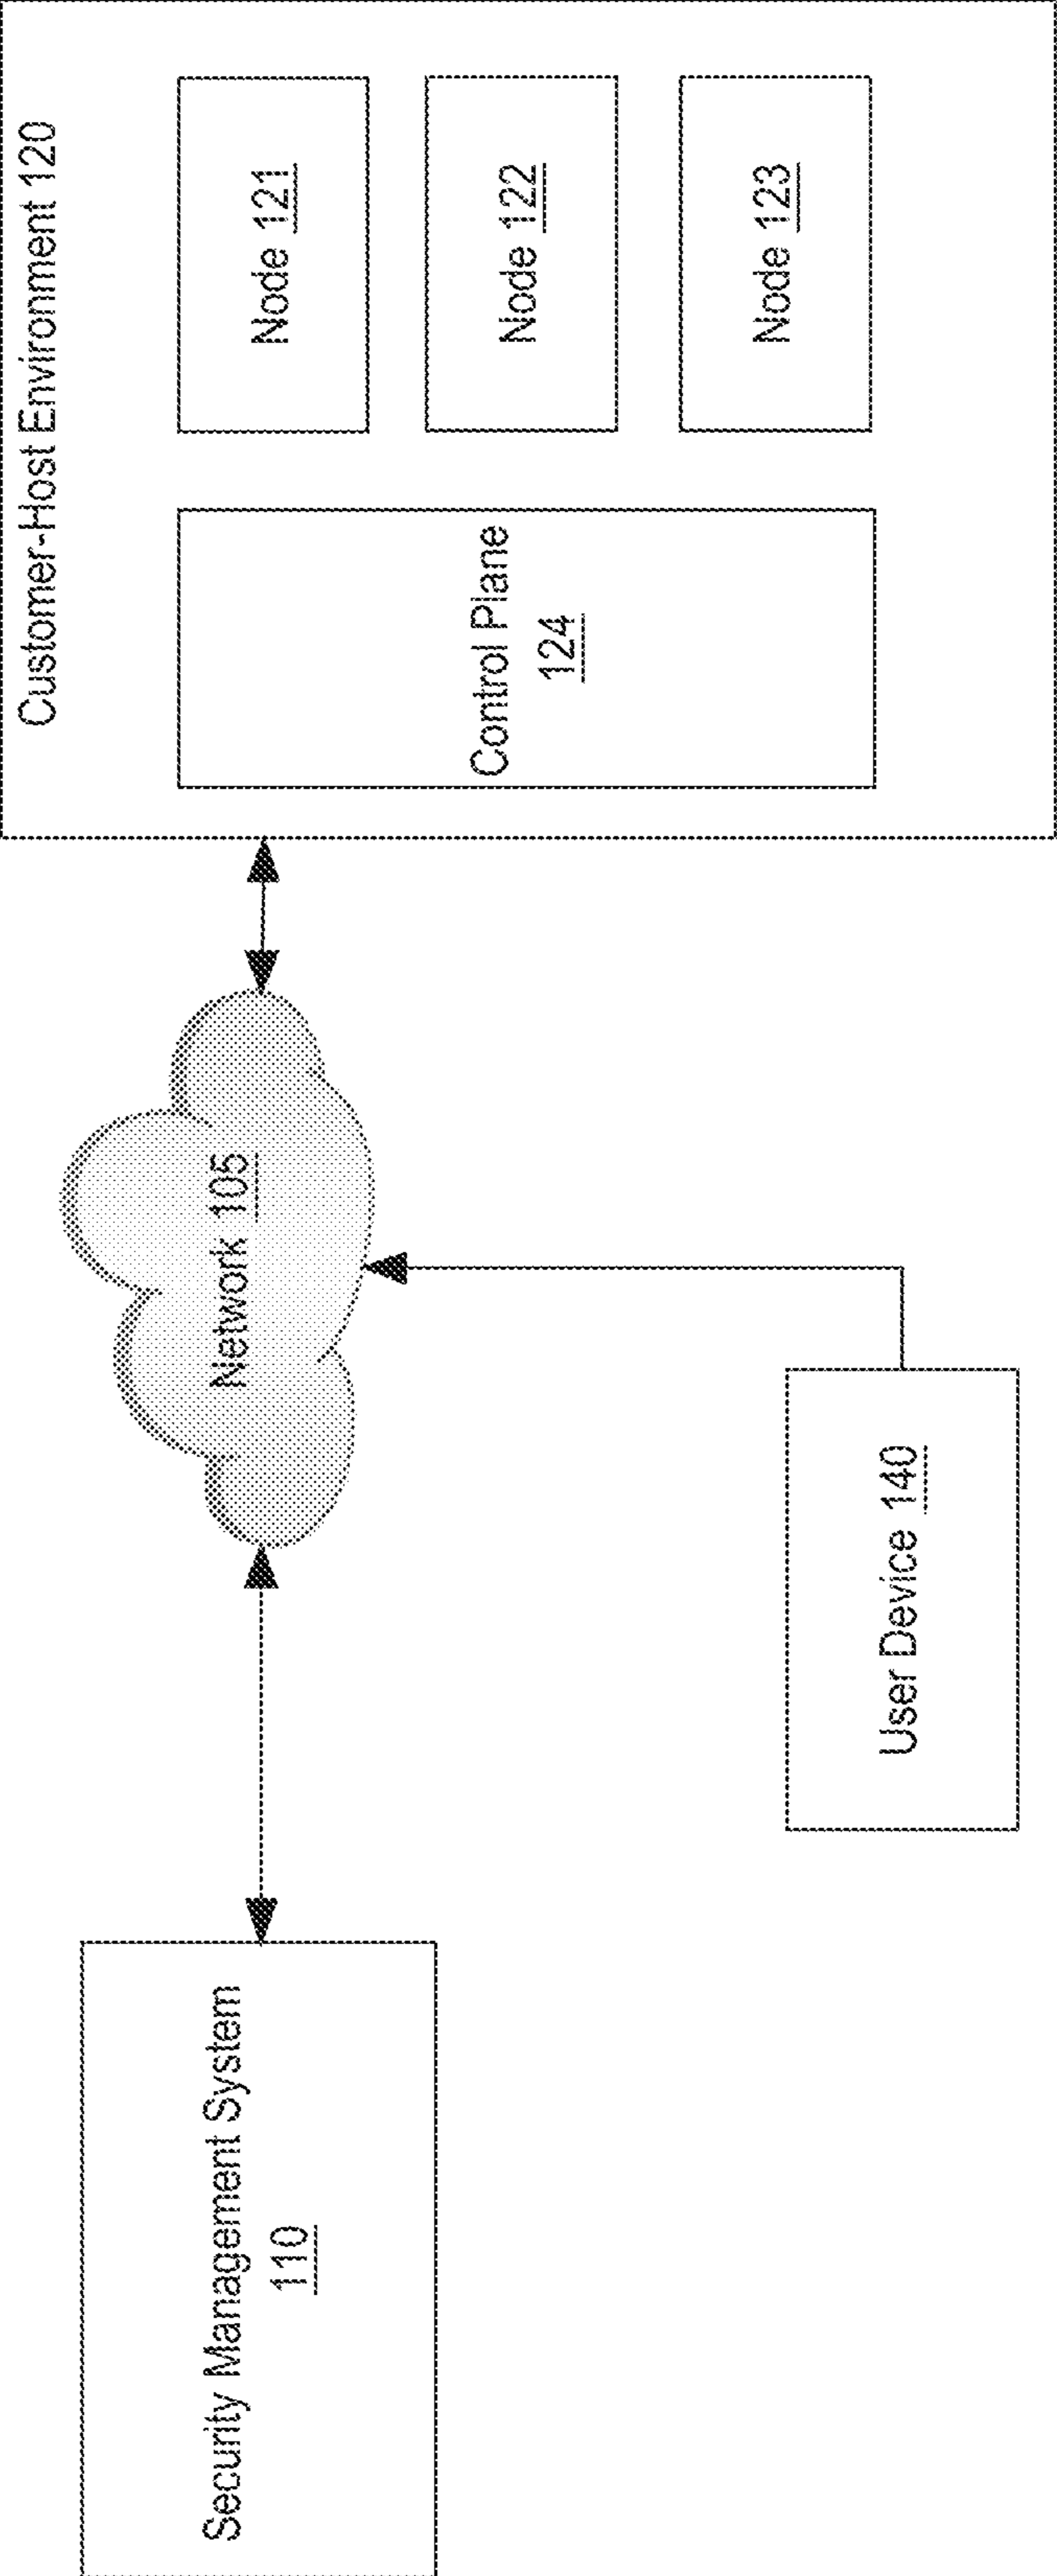 Security Management System
110
Network 105
User Device 140
Customer-Host Environment 120
Control Plane
124
Node 121
Node 122
Node 123